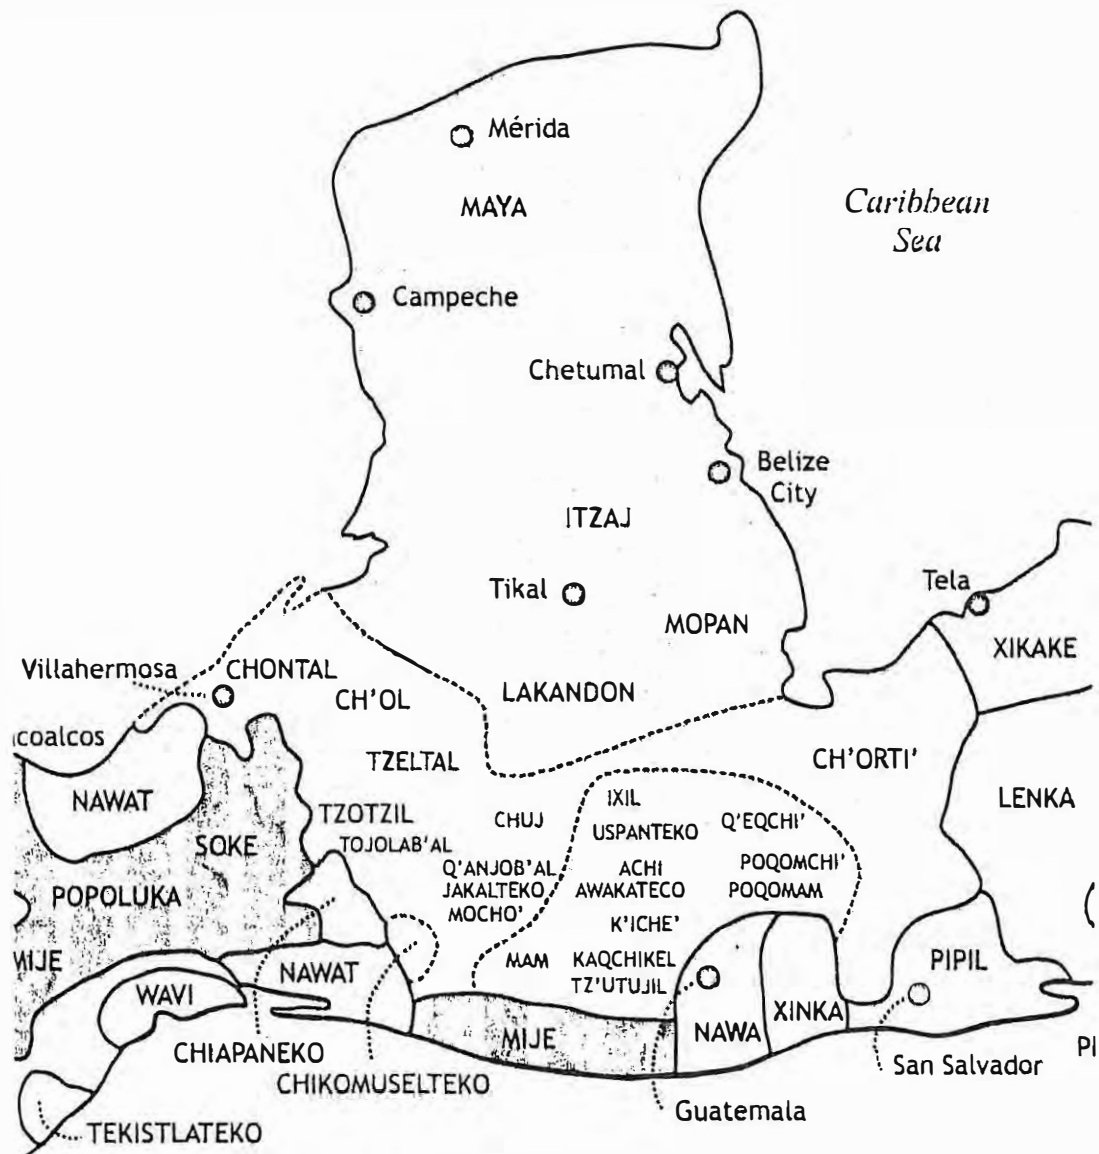 Mérida
MAYA
Caribbean
Sea
Campeche
Chetumal
Belize
City
ITZAJ
Tikal
Tela
MOPAN
XIKAKE
Villahermosa
CHONTAL
CH'OL
LAKANDON
coalcos
TZELTAL
CH'ORTI'
NAWAT
LENKA
TZOTZIL
CHUJ
IXIL
USPANTEKO
Q'EQCHI'
SOKE
TOJOLAB'AL
Q'ANJOB'AL
JAKALTEKO
MOCHO'
ACHI
AWAKATECO
POQOMCHI'
POQOMAM
POPOLUKA
K'ICHE'
MIJE
NAWAT
MAM
KAQCHIKEL
TZ'UTUJIL
PIPIL
WAVI
XINKA
NAWA
MIJE
CHIAPANEKO
CHIKOMUSELTEKO
San Salvador
PI
Guatemala
TEKISTLATEKO